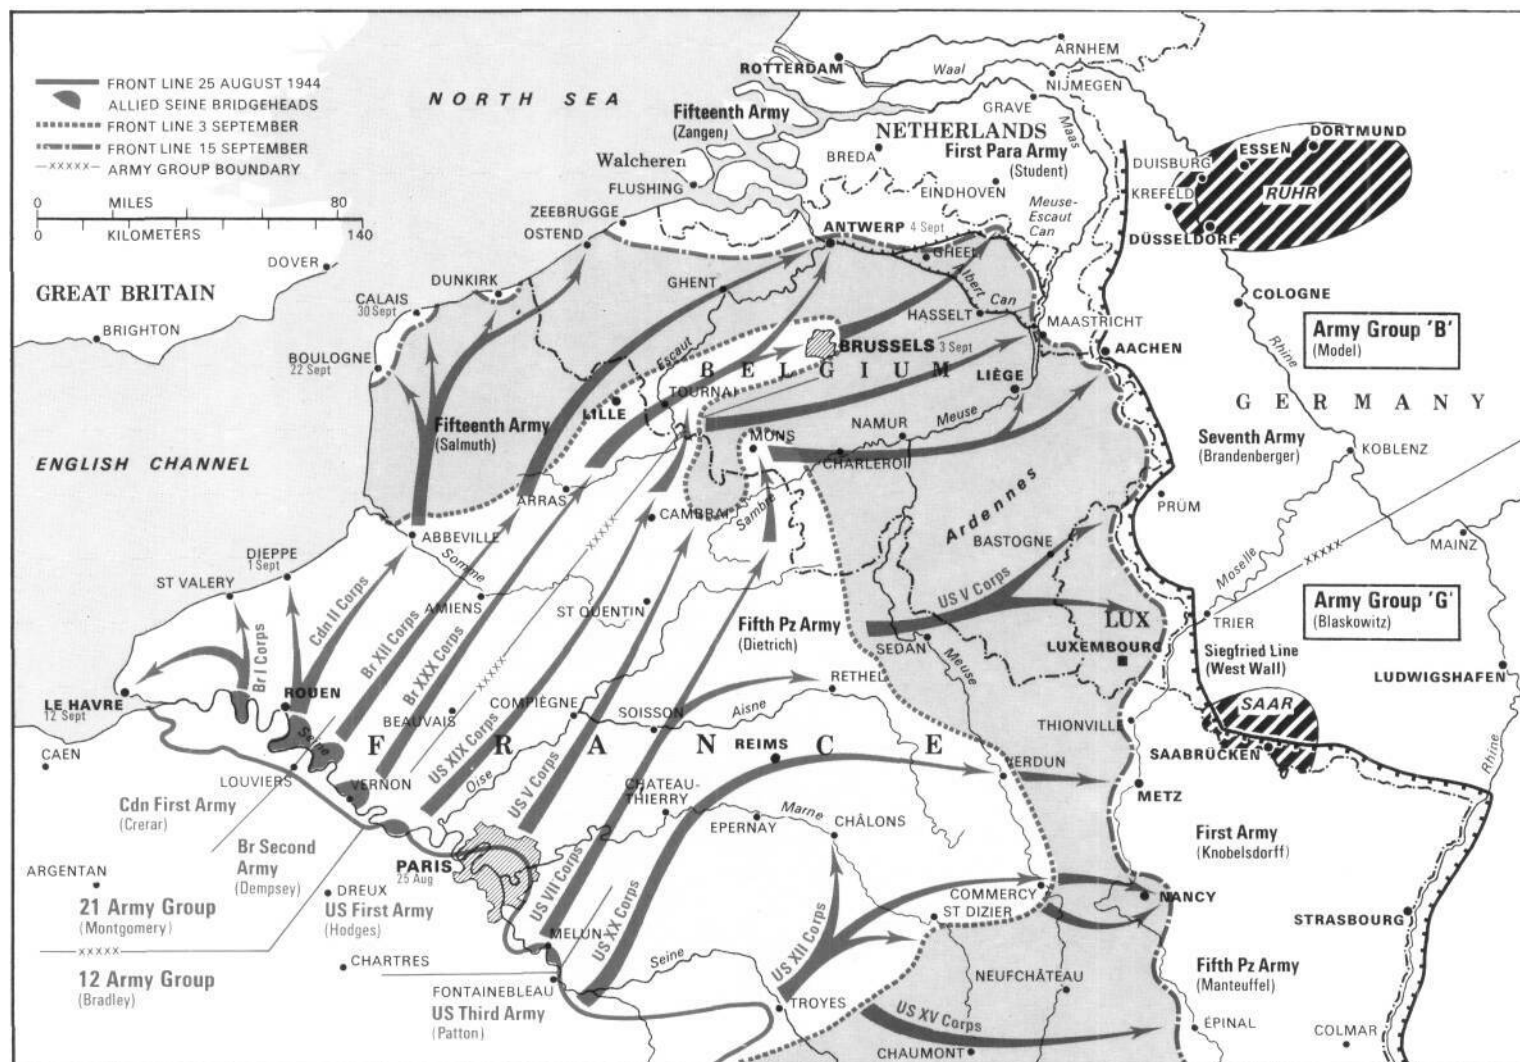 FRONT LINE 25 AUGUST 1944
ALLIED SEINE BRIDGEHEADS
FRONT LINE 3 SEPTEMBER
FRONT LINE 15 SEPTEMBER
-XXXXX- ARMY GROUP BOUNDARY
0 MILES 80
0 KILOMETERS 140
NORTH SEA
ROTTERDAM
Waal
ARNHEM
NIJMEGEN
GRAVE
Maas
Fifteenth Army
(Zangen)
NETHERLANDS
First Para Army
(Student)
BREDA
EINDHOVEN
Walcheren
FLUSHING
Meuse-
Escaut
Can
DORTMUND
ESSEN
DUISBURG
KREFELD
RUHR
DÜSSELDORF
ZEEBRUGGE
OSTEND
ANTWERP 4 Sept
GHEEL
Albert
Can
DOVER
GREAT BRITAIN
BRIGHTON
DUNKIRK
CALAIS
30 Sept
GHENT
HASSELT
MAASTRICHT
COLOGNE
Army Group 'B'
(Model)
BOULOGNE
22 Sept
Escaut
BRUSSELS 3 Sept
AACHEN
Rhine
BELGIUM
LIÈGE
TOURNAI
LILLE
Fifteenth Army
(Salmuth)
MONS
NAMUR
Meuse
CHARLEROI
GERMANY
Seventh Army
(Brandenberger)
KOBLENZ
ENGLISH CHANNEL
ARRAS
CAMBRAI
Sambre
Ardennes
PRÜM
ABBEVILLE
Somme
XXXXX
BASTOGNE
Moselle
XXXXX
MAINZ
DIEPPE
1 Sept
ST VALERY
AMIENS
ST QUENTIN
Fifth Pz Army
(Dietrich)
US V Corps
LUX
LUXEMBOURG
TRIER
Army Group 'G'
(Blaskowitz)
Br I Corps
Cdn II Corps
Br XII Corps
Br XXX Corps
XXXXX
SEDAN
Meuse
Siegfried Line
(West Wall)
LUDWIGSHAFEN
LE HAVRE
12 Sept
ROUEN
Seine
BEAUVAIS
COMPIÈGNE
SOISSON
Aisne
RETHEL
THIONVILLE
SAAR
SAABRÜCKEN
CAEN
LOUVIERS
VERNON
FRANCE
US XIX Corps
Oise
US V Corps
REIMS
VERDUN
METZ
Rhine
CHATEAU-
THIERRY
Marne
EPERNAY
CHÂLONS
Cdn First Army
(Crerar)
Br Second
Army
(Dempsey)
First Army
(Knobelsdorff)
ARGENTAN
PARIS
25 Aug
DREUX
US First Army
(Hodges)
US VII Corps
US XX Corps
US XII Corps
COMMERCY
ST DIZIER
NANCY
STRASBOURG
21 Army Group
(Montgomery)
XXXXX
12 Army Group
(Bradley)
CHARTRES
MELUN
FONTAINEBLEAU
US Third Army
(Patton)
Seine
TROYES
NEUFCHÂTEAU
Fifth Pz Army
(Manteuffel)
US XV Corps
CHAUMONT
ÉPINAL
COLMAR